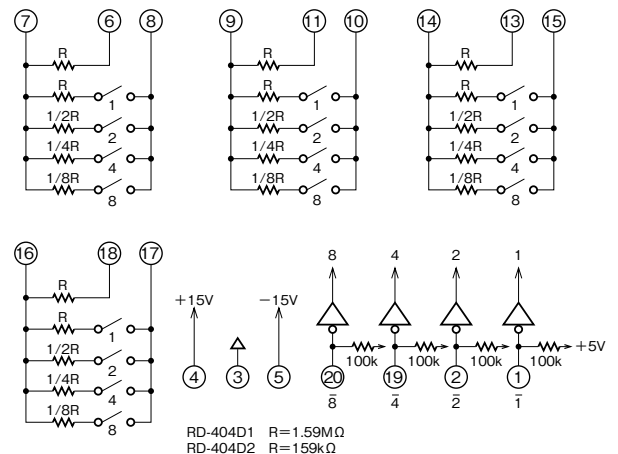 7 6 8 9 11 10 14 13 15
R R R
R 1 R 1 R 1
1/2R 2 1/2R 2 1/2R 2
1/4R 4 1/4R 4 1/4R 4
1/8R 8 1/8R 8 1/8R 8
16 18 17
R
R 1
1/2R 2
1/4R 4
1/8R 8
+15V −15V
4 3 5
8 4 2 1
100k 100k 100k 100k +5V
20 19 2 1
8̅ 4̅ 2̅ 1̅
RD-404D1 R=1.59MΩ
RD-404D2 R=159kΩ